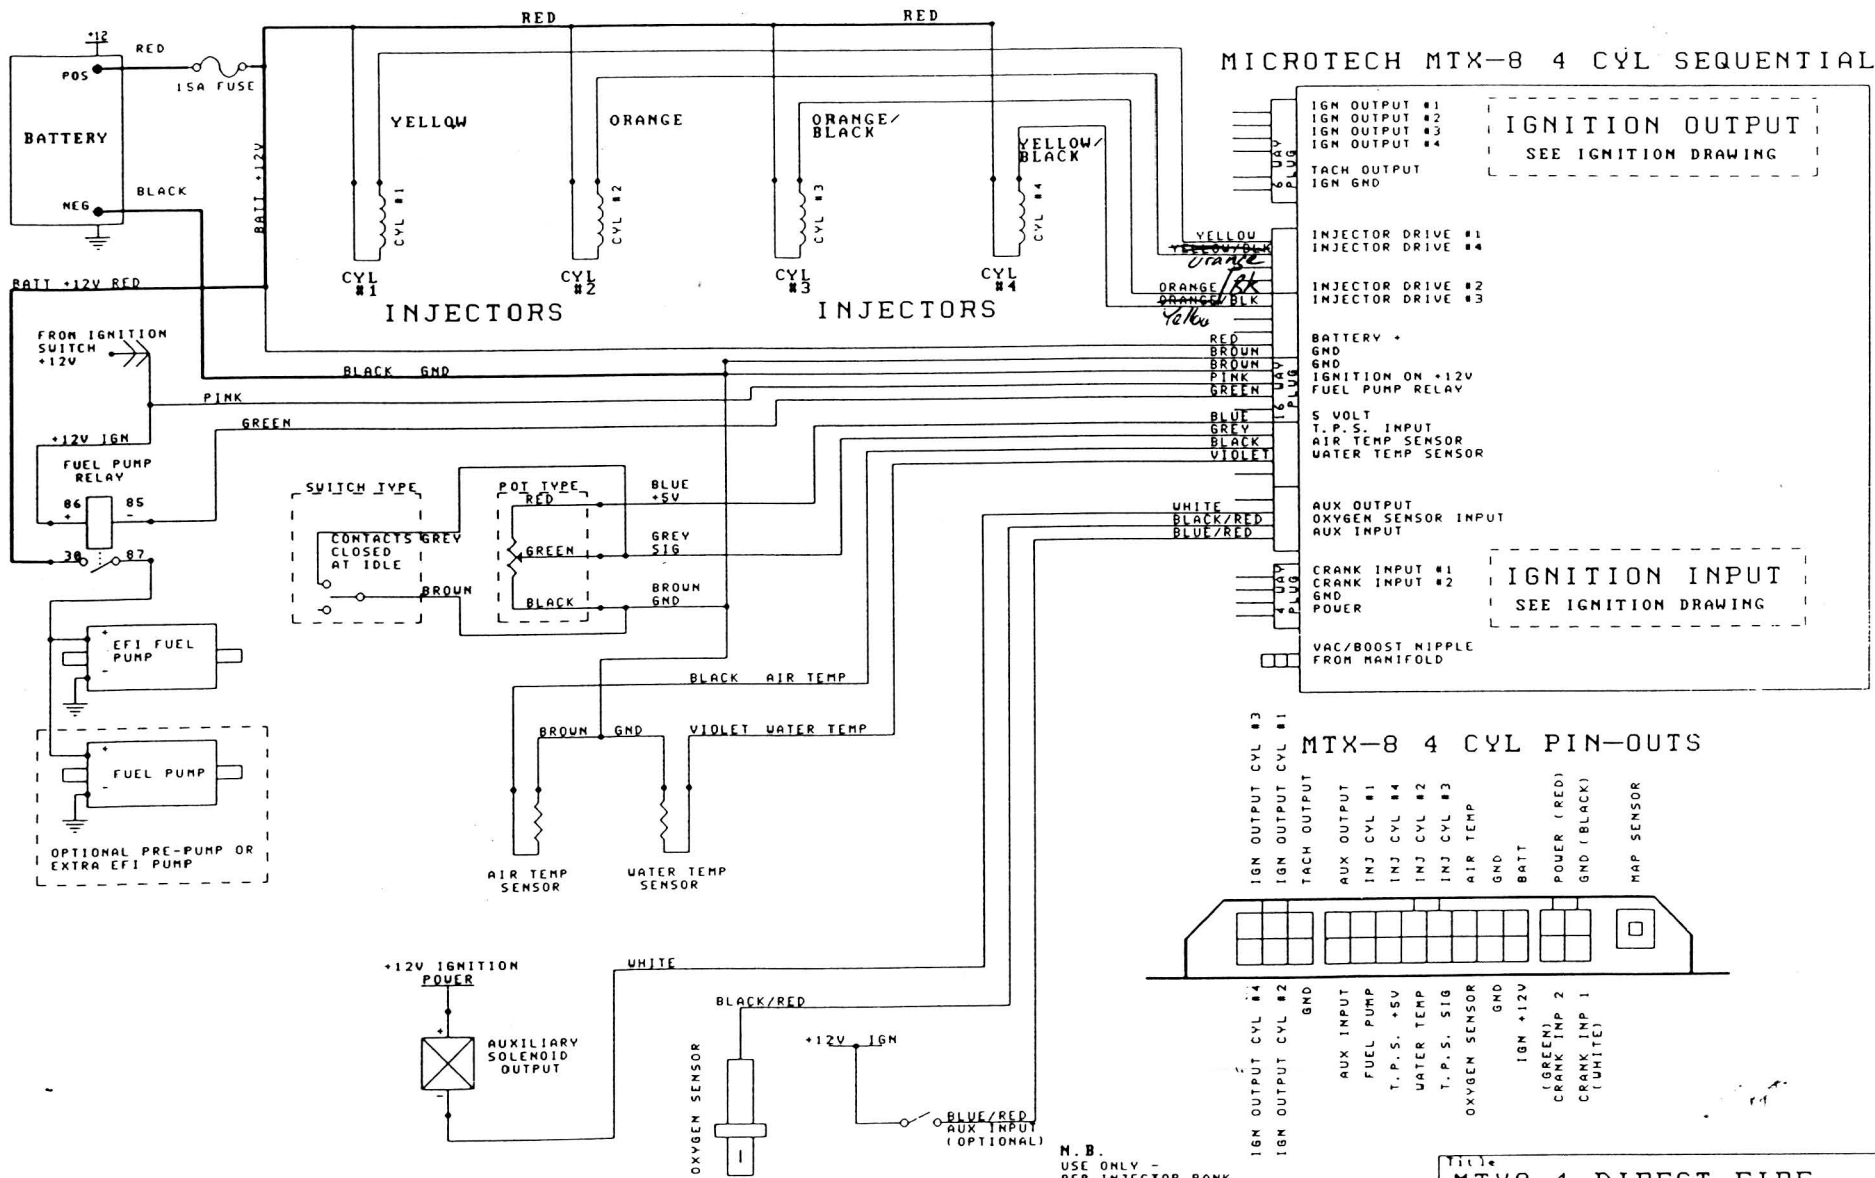 RED
RED
+12
RED
POS
15A FUSE
BATTERY
BLACK
NEG
BATT +12V
YELLOW
ORANGE
ORANGE/
BLACK
YELLOW/
BLACK
CYL #1
CYL #2
CYL #3
CYL #4
CYL
#1
CYL
#2
CYL
#3
CYL
#4
INJECTORS
INJECTORS
MICROTECH MTX-8 4 CYL SEQUENTIAL
IGN OUTPUT #1
IGN OUTPUT #2
IGN OUTPUT #3
IGN OUTPUT #4
TACH OUTPUT
IGN GND
6 WAY
PLUG
IGNITION OUTPUT
SEE IGNITION DRAWING
YELLOW
YELLOW/BLK
Orange
ORANGE /BK
ORANGE/BLK
Yellow
INJECTOR DRIVE #1
INJECTOR DRIVE #4
INJECTOR DRIVE #2
INJECTOR DRIVE #3
RED
BROWN
BROWN
PINK
GREEN
BLUE
GREY
BLACK
VIOLET
16 WAY
PLUG
BATTERY +
GND
GND
IGNITION ON +12V
FUEL PUMP RELAY
5 VOLT
T.P.S. INPUT
AIR TEMP SENSOR
WATER TEMP SENSOR
WHITE
BLACK/RED
BLUE/RED
AUX OUTPUT
OXYGEN SENSOR INPUT
AUX INPUT
4 WAY
PLUG
CRANK INPUT #1
CRANK INPUT #2
GND
POWER
IGNITION INPUT
SEE IGNITION DRAWING
VAC/BOOST NIPPLE
FROM MANIFOLD
BATT +12V RED
FROM IGNITION
SWITCH
+12V
BLACK GND
PINK
GREEN
+12V IGN
FUEL PUMP
RELAY
86
+
85
-
30
87
SWITCH TYPE
CONTACTS GREY
CLOSED
AT IDLE
BROWN
POT TYPE
RED
GREEN
BLACK
BLUE
+5V
GREY
SIG
BROWN
GND
+
EFI FUEL
PUMP
-
+
FUEL PUMP
-
OPTIONAL PRE-PUMP OR
EXTRA EFI PUMP
BLACK AIR TEMP
BROWN GND
VIOLET WATER TEMP
AIR TEMP
SENSOR
WATER TEMP
SENSOR
+12V IGNITION
POWER
+
AUXILIARY
SOLENOID
OUTPUT
-
WHITE
BLACK/RED
OXYGEN SENSOR
+12V IGN
BLUE/RED
AUX INPUT
(OPTIONAL)
MTX-8 4 CYL PIN-OUTS
IGN OUTPUT CYL #3
IGN OUTPUT CYL #1
TACH OUTPUT
AUX OUTPUT
INJ CYL #1
INJ CYL #4
INJ CYL #2
INJ CYL #3
AIR TEMP
GND
BATT
POWER (RED)
GND (BLACK)
MAP SENSOR
IGN OUTPUT CYL #4
IGN OUTPUT CYL #2
GND
AUX INPUT
FUEL PUMP
T.P.S. +5V
WATER TEMP
T.P.S. SIG
OXYGEN SENSOR
GND
IGN +12V
(GREEN)
CRANK INP 2
CRANK INP 1
(WHITE)
N.B.
USE ONLY -
PER INJECTOR BANK
Title
MTX8 4 DIRECT FIRE